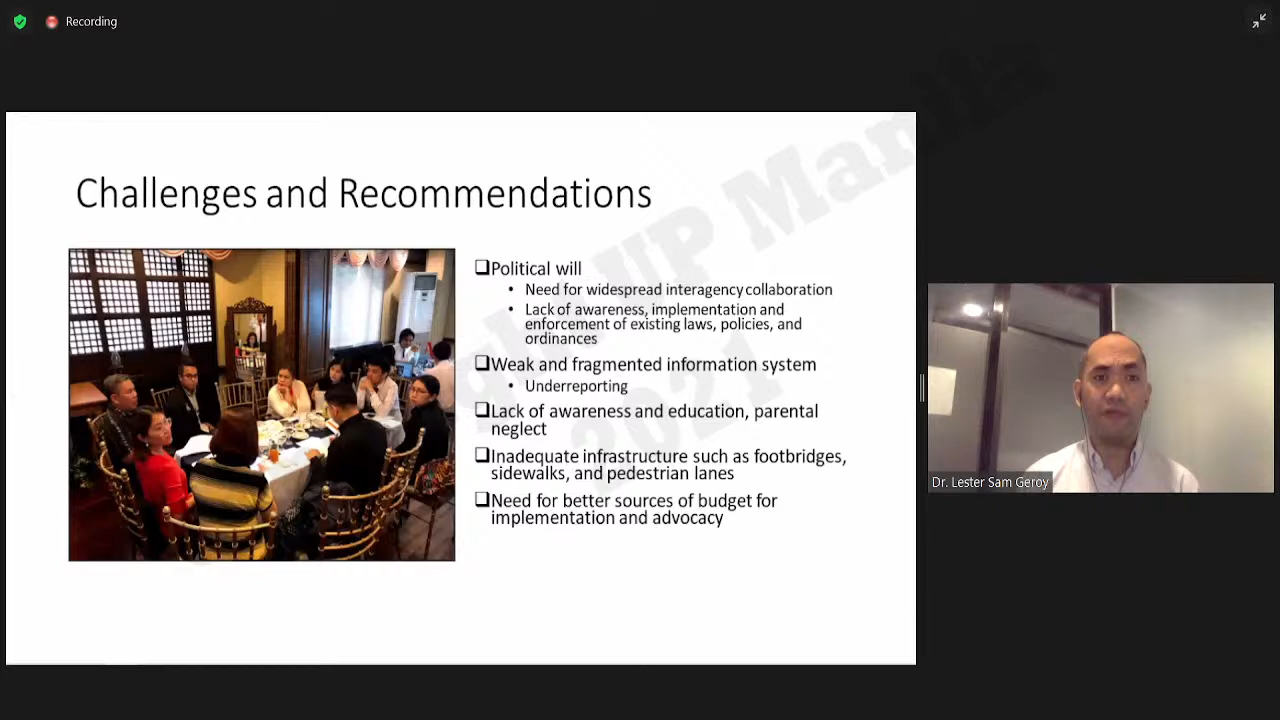 Recording
Challenges and Recommendations
❑Political will
• Need for widespread interagency collaboration
• Lack of awareness, implementation and
enforcement of existing laws, policies, and
ordinances
❑Weak and fragmented information system
• Underreporting
❑Lack of awareness and education, parental
neglect
❑Inadequate infrastructure such as footbridges,
sidewalks, and pedestrian lanes
❑Need for better sources of budget for
implementation and advocacy
UP Manila
2021
Dr. Lester Sam Geroy